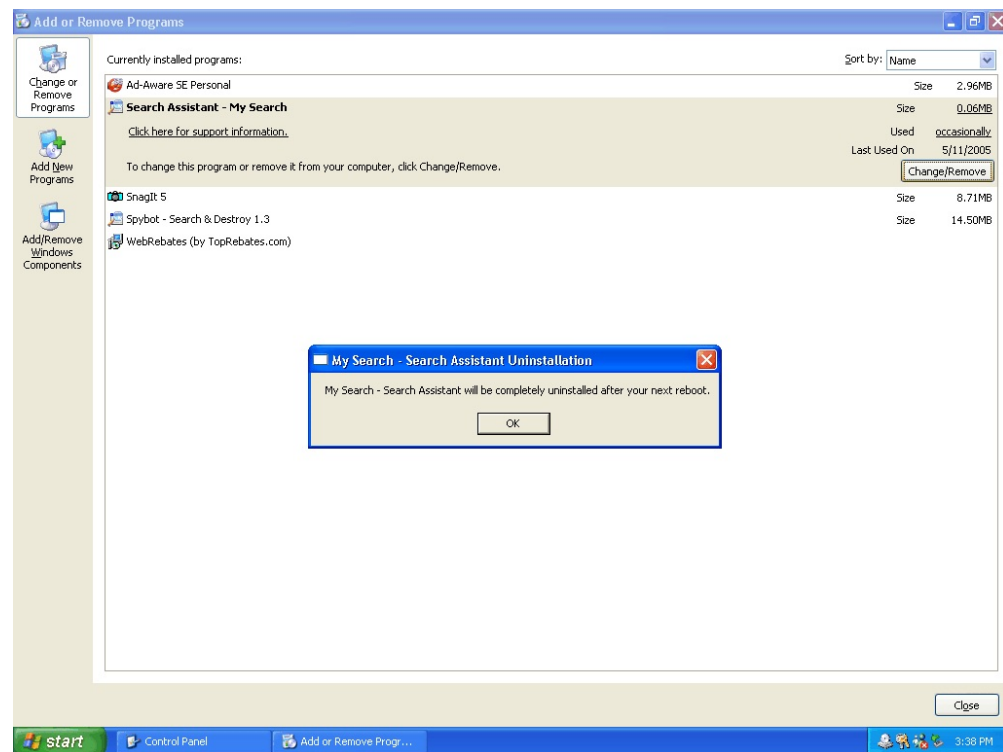 Add or Remove Programs
Change or
Remove
Programs
Add New
Programs
Add/Remove
Windows
Components
Currently installed programs:
Sort by: Name
Ad-Aware SE Personal Size 2.96MB
Search Assistant - My Search Size 0.06MB
Click here for support information. Used occasionally
Last Used On 5/11/2005
To change this program or remove it from your computer, click Change/Remove. Change/Remove
SnagIt 5 Size 8.71MB
Spybot - Search & Destroy 1.3 Size 14.50MB
WebRebates (by TopRebates.com)
My Search - Search Assistant Uninstallation
My Search - Search Assistant will be completely uninstalled after your next reboot.
OK
Close
start Control Panel Add or Remove Progr... 3:38 PM